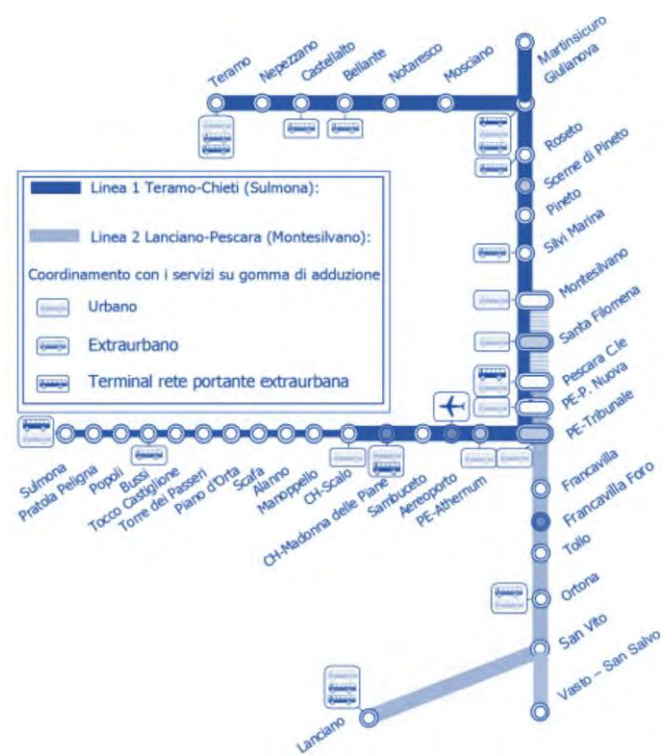 Teramo
Nepezzano
Castellalto
Bellante
Notaresco
Mosciano
Martinsicuro
Giulianova
Roseto
Scerne di Pineto
Pineto
Silvi Marina
Montesilvano
Santa Filomena
Pescara C.le
PE-P. Nuova
PE-Tribunale
Linea 1 Teramo-Chieti (Sulmona):
Linea 2 Lanciano-Pescara (Montesilvano):
Coordinamento con i servizi su gomma di adduzione
Urbano
Extraurbano
Terminal rete portante extraurbana
Sulmona
Pratola Peligna
Popoli
Bussi
Tocco Castiglione
Torre dei Passeri
Piano d'Orta
Scafa
Alanno
Manoppello
CH-Scalo
CH-Madonna delle Piane
Sambuceto
Aereoporto
PE-Athernum
Francavilla
Francavilla Foro
Tollo
Ortona
San Vito
Vasto – San Salvo
Lanciano